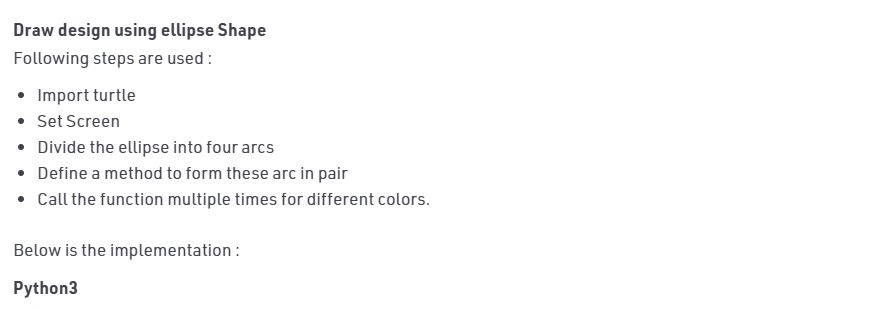 Draw design using ellipse Shape
Following steps are used :
• Import turtle
• Set Screen
• Divide the ellipse into four arcs
• Define a method to form these arc in pair
• Call the function multiple times for different colors.
Below is the implementation :
Python3